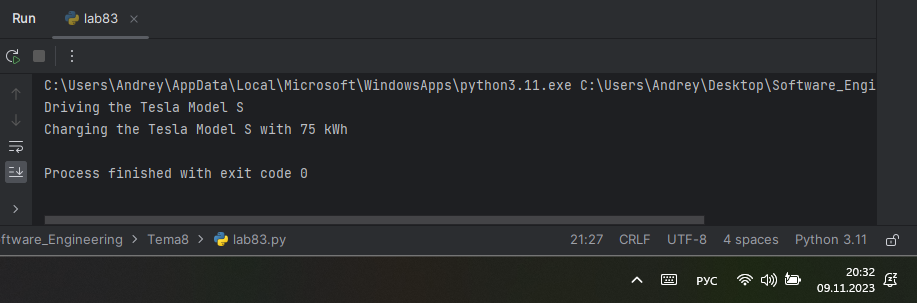 Run lab83
C:\Users\Andrey\AppData\Local\Microsoft\WindowsApps\python3.11.exe C:\Users\Andrey\Desktop\Software_Engi
Driving the Tesla Model S
Charging the Tesla Model S with 75 kWh
Process finished with exit code 0
ftware_Engineering > Tema8 > lab83.py 21:27 CRLF UTF-8 4 spaces Python 3.11
РУС 20:32
09.11.2023